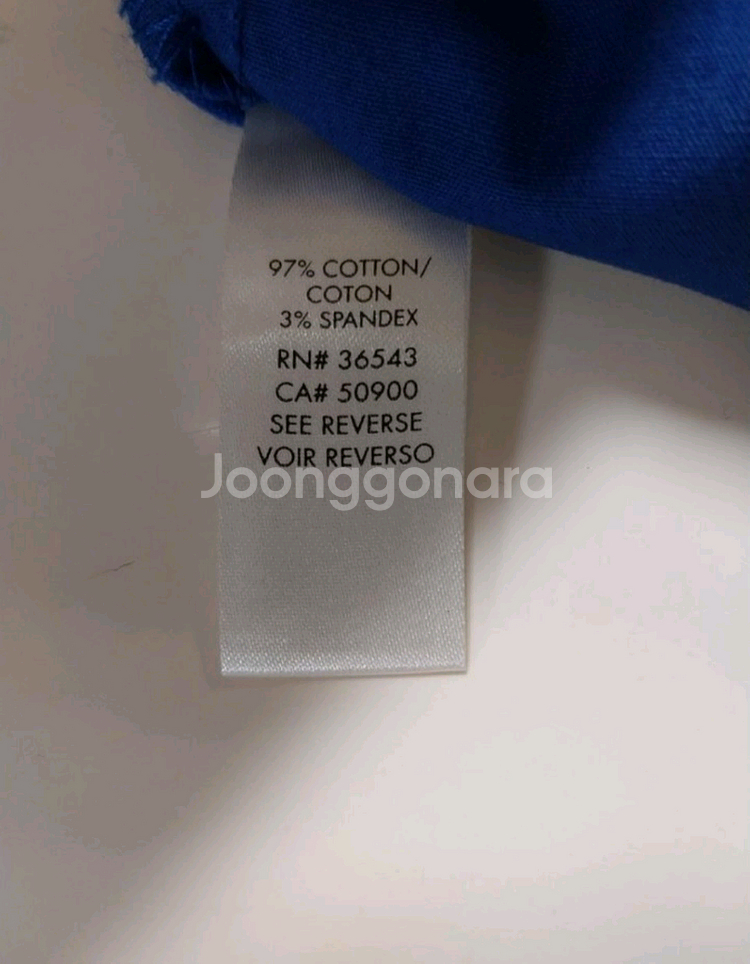 97% COTTON/
COTON
3% SPANDEX
RN# 36543
CA# 50900
SEE REVERSE
VOIR REVERSO
Joonggonara